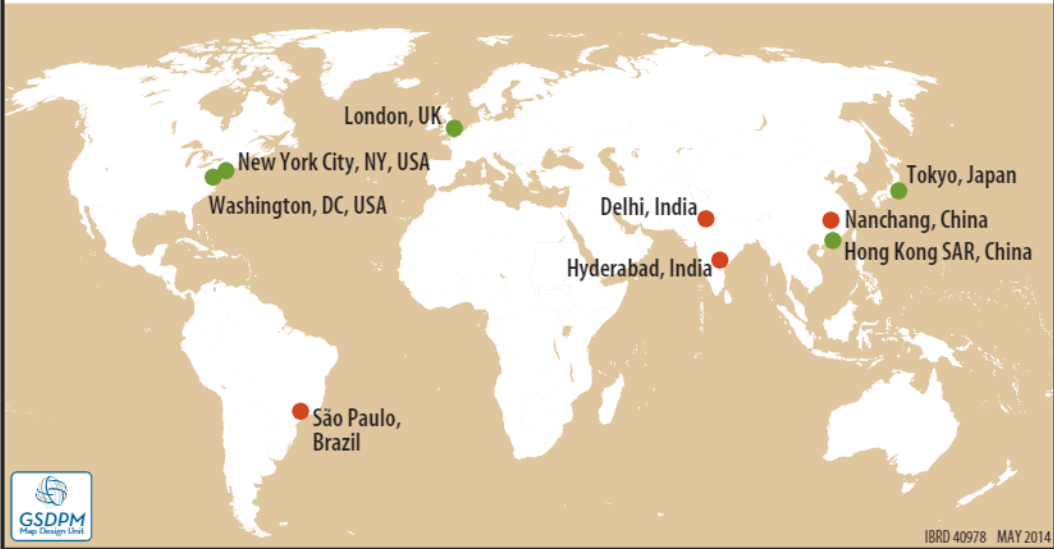 London, UK
New York City, NY, USA
Washington, DC, USA
Tokyo, Japan
Delhi, India
Nanchang, China
Hong Kong SAR, China
Hyderabad, India
São Paulo,
Brazil
GSDPM
Map Design Unit
IBRD 40978 MAY 2014